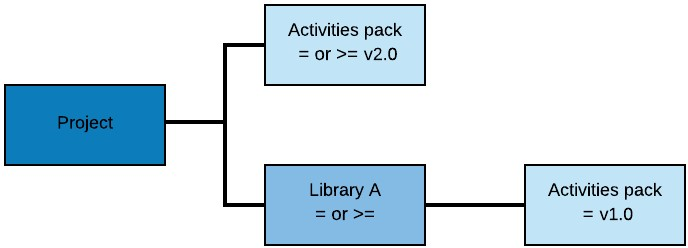 Activities pack
= or >= v2.0
Project
Library A
= or >=
Activities pack
= v1.0